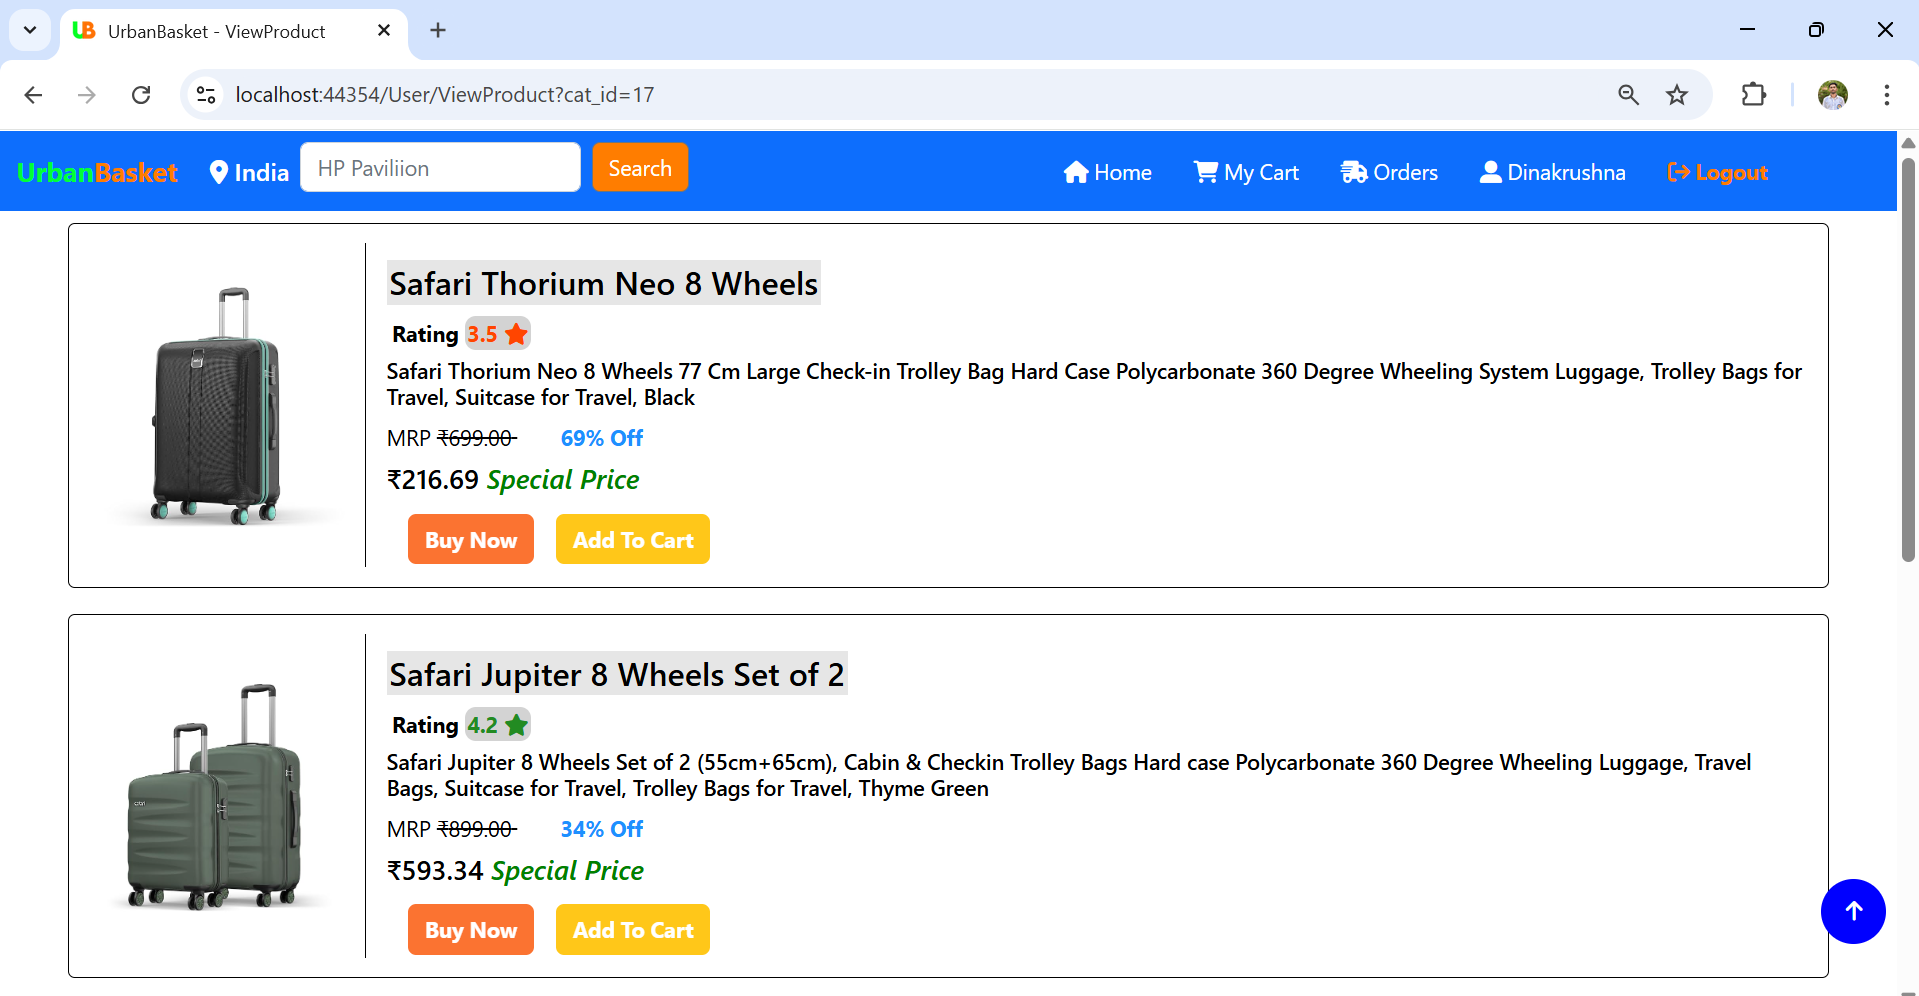 UB UrbanBasket - ViewProduct
localhost:44354/User/ViewProduct?cat_id=17
UrbanBasket India HP Paviliion Search Home My Cart Orders Dinakrushna Logout
Safari Thorium Neo 8 Wheels
Rating 3.5
Safari Thorium Neo 8 Wheels 77 Cm Large Check-in Trolley Bag Hard Case Polycarbonate 360 Degree Wheeling System Luggage, Trolley Bags for
Travel, Suitcase for Travel, Black
MRP ₹699.00 69% Off
₹216.69 Special Price
Buy Now Add To Cart
Safari Jupiter 8 Wheels Set of 2
Rating 4.2
Safari Jupiter 8 Wheels Set of 2 (55cm+65cm), Cabin & Checkin Trolley Bags Hard case Polycarbonate 360 Degree Wheeling Luggage, Travel
Bags, Suitcase for Travel, Trolley Bags for Travel, Thyme Green
MRP ₹899.00 34% Off
₹593.34 Special Price
Buy Now Add To Cart